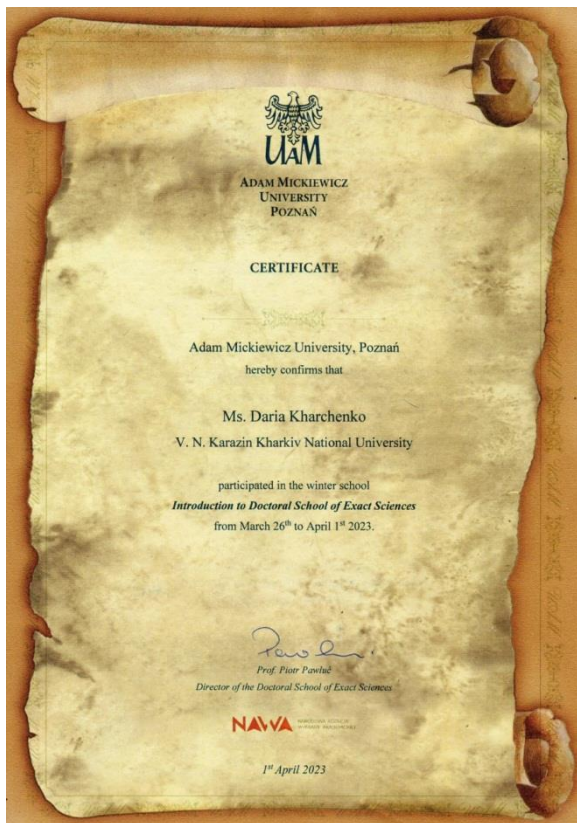 UAM
ADAM MICKIEWICZ
UNIVERSITY
POZNAŃ
CERTIFICATE
Adam Mickiewicz University, Poznań
hereby confirms that
Ms. Daria Kharchenko
V. N. Karazin Kharkiv National University
participated in the winter school
Introduction to Doctoral School of Exact Sciences
from March 26th to April 1st 2023.
Prof. Piotr Pawluć
Director of the Doctoral School of Exact Sciences
NAWA
1st April 2023